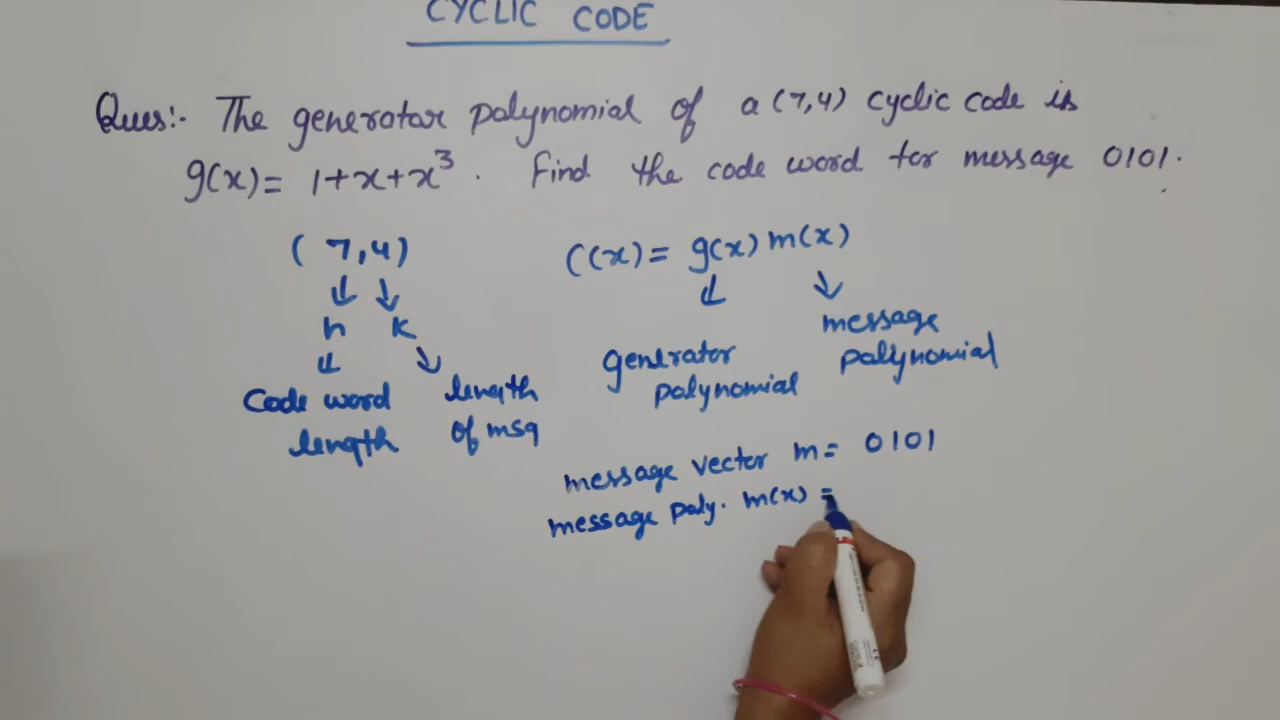 CYCLIC CODE
Ques:- The generator polynomial of a (7,4) cyclic code is
g(x)= 1+x+x³. Find the code word for message 0101.
(7,4)
n k
Code word length
length of msg
C(x)= g(x) m(x)
generator polynomial
message polynomial
message vector m= 0101
message poly. m(x) =